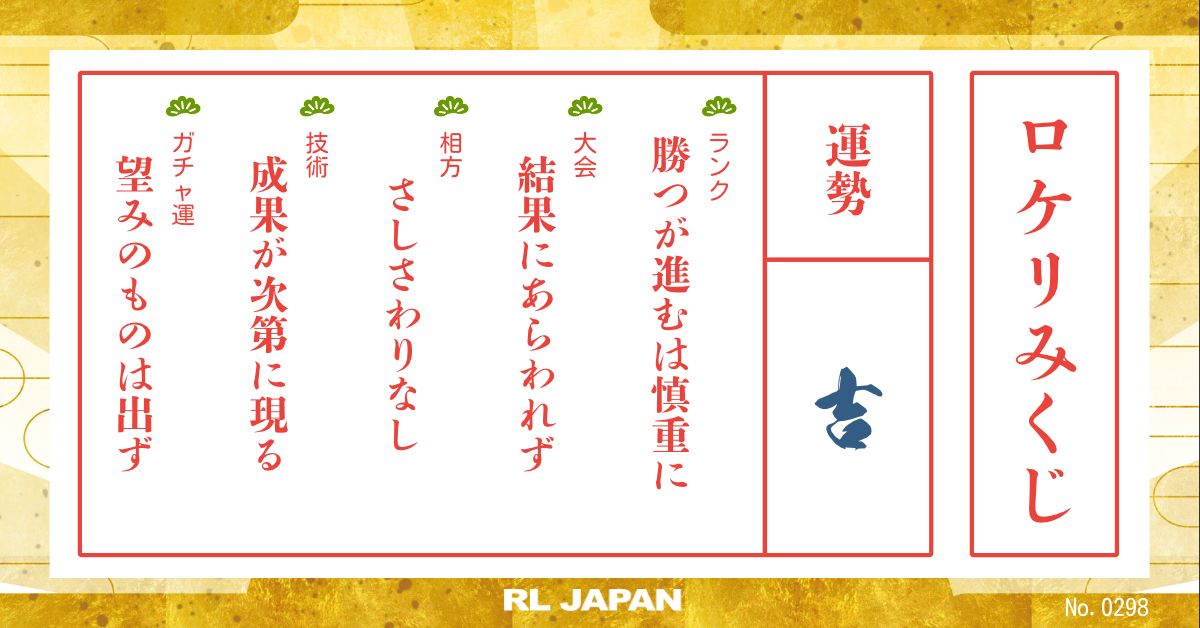 ロケリみくじ
運勢
吉
ランク
勝つが進むは慎重に
大会
結果にあらわれず
相方
さしさわりなし
技術
成果が次第に現る
ガチャ運
望みのものは出ず
RL JAPAN
No. 0298